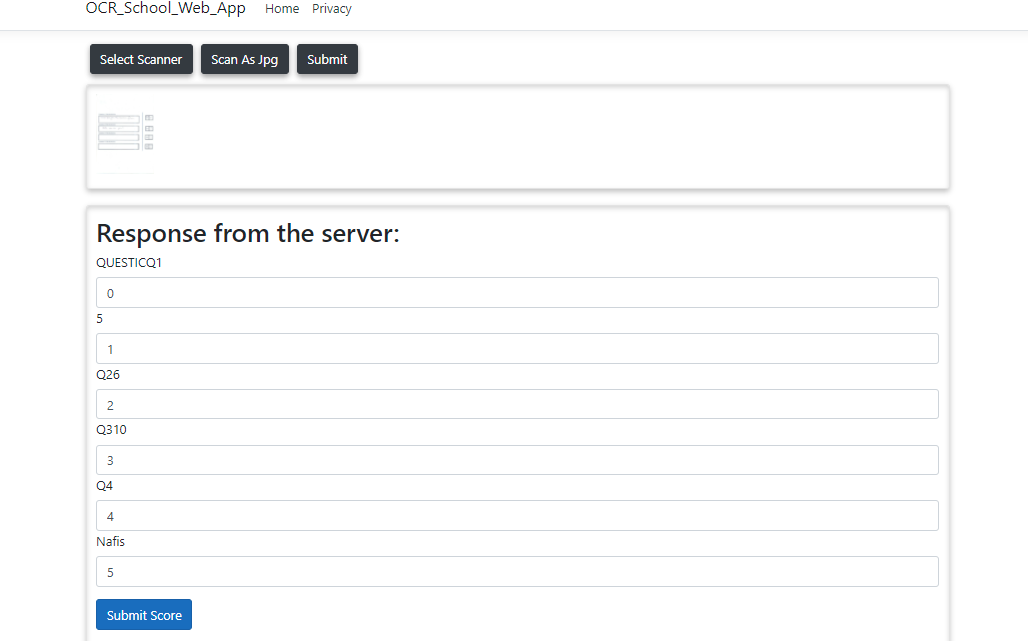 OCR_School_Web_App Home Privacy
Select Scanner Scan As Jpg Submit
Response from the server:
QUESTICQ1
0
5
1
Q26
2
Q310
3
Q4
4
Nafis
5
Submit Score